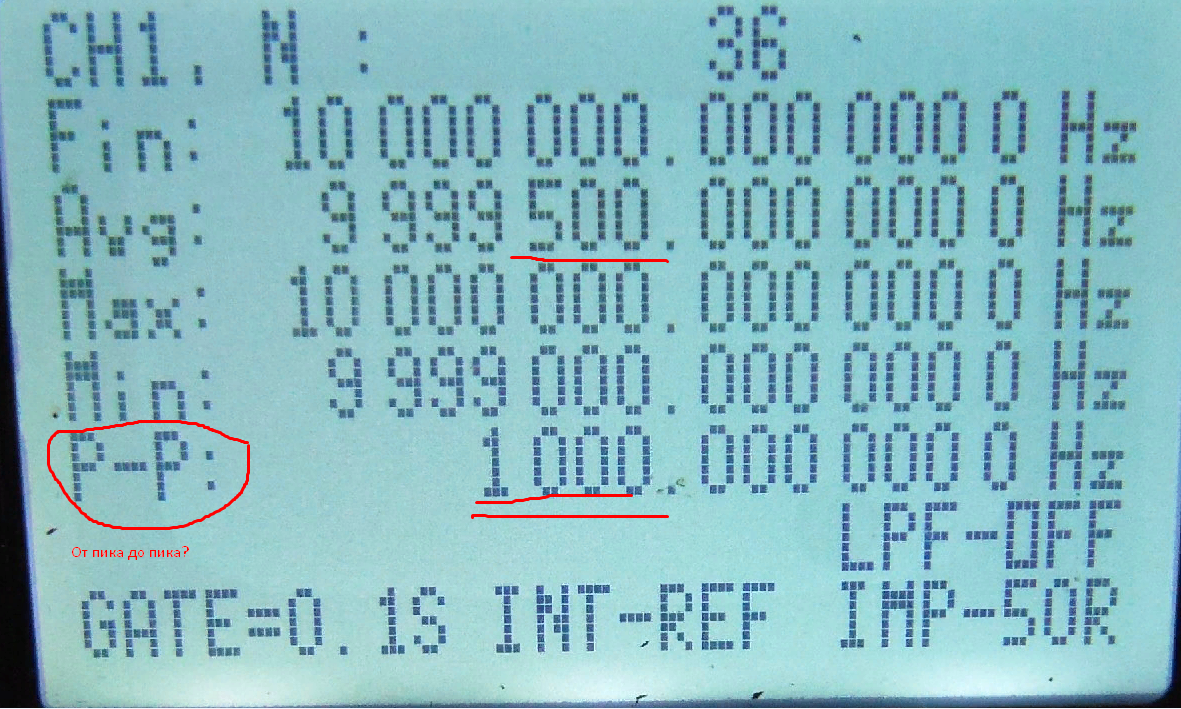 CH1, N : 36
Fin: 10 000 000.000 000 0 Hz
Avg: 9 999 500.000 000 0 Hz
Max: 10 000 000.000 000 0 Hz
Min: 9 999 000.000 000 0 Hz
P-P: 1 000.000 000 0 Hz
От пика до пика?
LPF-OFF
GATE=0.1S INT-REF IMP-50R